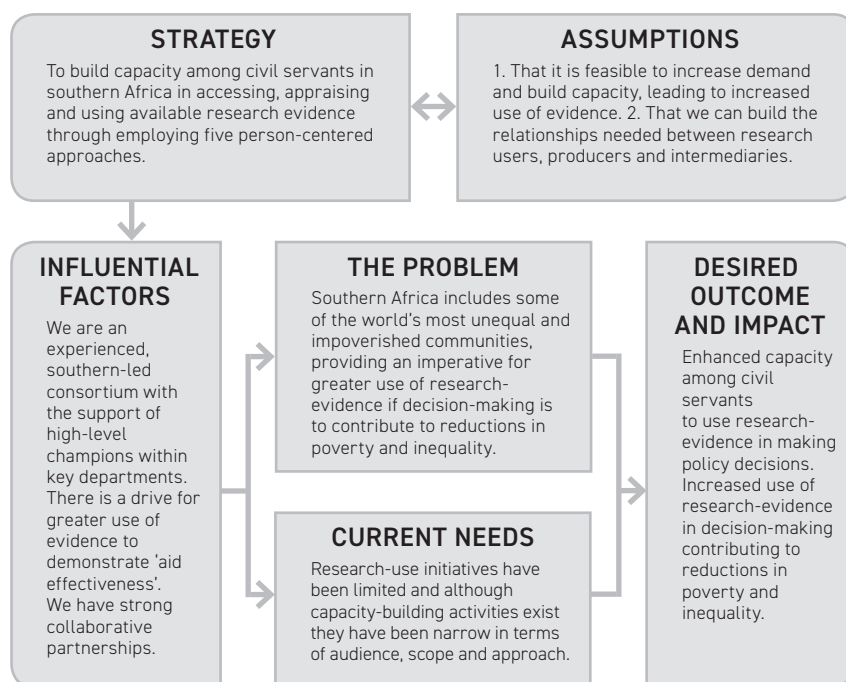 STRATEGY
To build capacity among civil servants in
southern Africa in accessing, appraising
and using available research evidence
through employing five person-centered
approaches.
ASSUMPTIONS
1. That it is feasible to increase demand
and build capacity, leading to increased
use of evidence. 2. That we can build the
relationships needed between research
users, producers and intermediaries.
INFLUENTIAL
FACTORS
We are an
experienced,
southern-led
consortium with
the support of
high-level
champions within
key departments.
There is a drive for
greater use of
evidence to
demonstrate ‘aid
effectiveness’.
We have strong
collaborative
partnerships.
THE PROBLEM
Southern Africa includes some
of the world’s most unequal and
impoverished communities,
providing an imperative for
greater use of research-
evidence if decision-making is
to contribute to reductions in
poverty and inequality.
CURRENT NEEDS
Research-use initiatives have
been limited and although
capacity-building activities exist
they have been narrow in terms
of audience, scope and approach.
DESIRED
OUTCOME
AND IMPACT
Enhanced capacity
among civil
servants
to use research-
evidence in making
policy decisions.
Increased use of
research-evidence
in decision-making
contributing to
reductions in
poverty and
inequality.